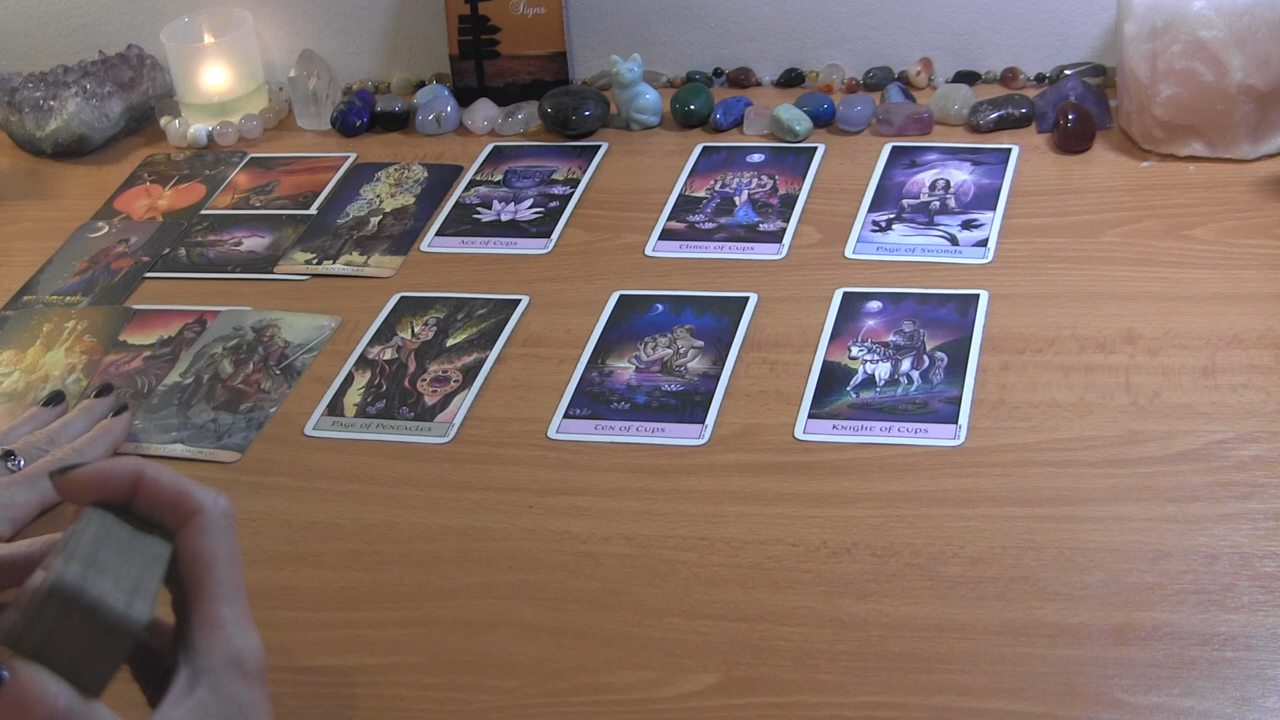 Signs
Ace of Cups
Three of Cups
Page of Swords
Page of Pentacles
Ten of Cups
Knight of Cups